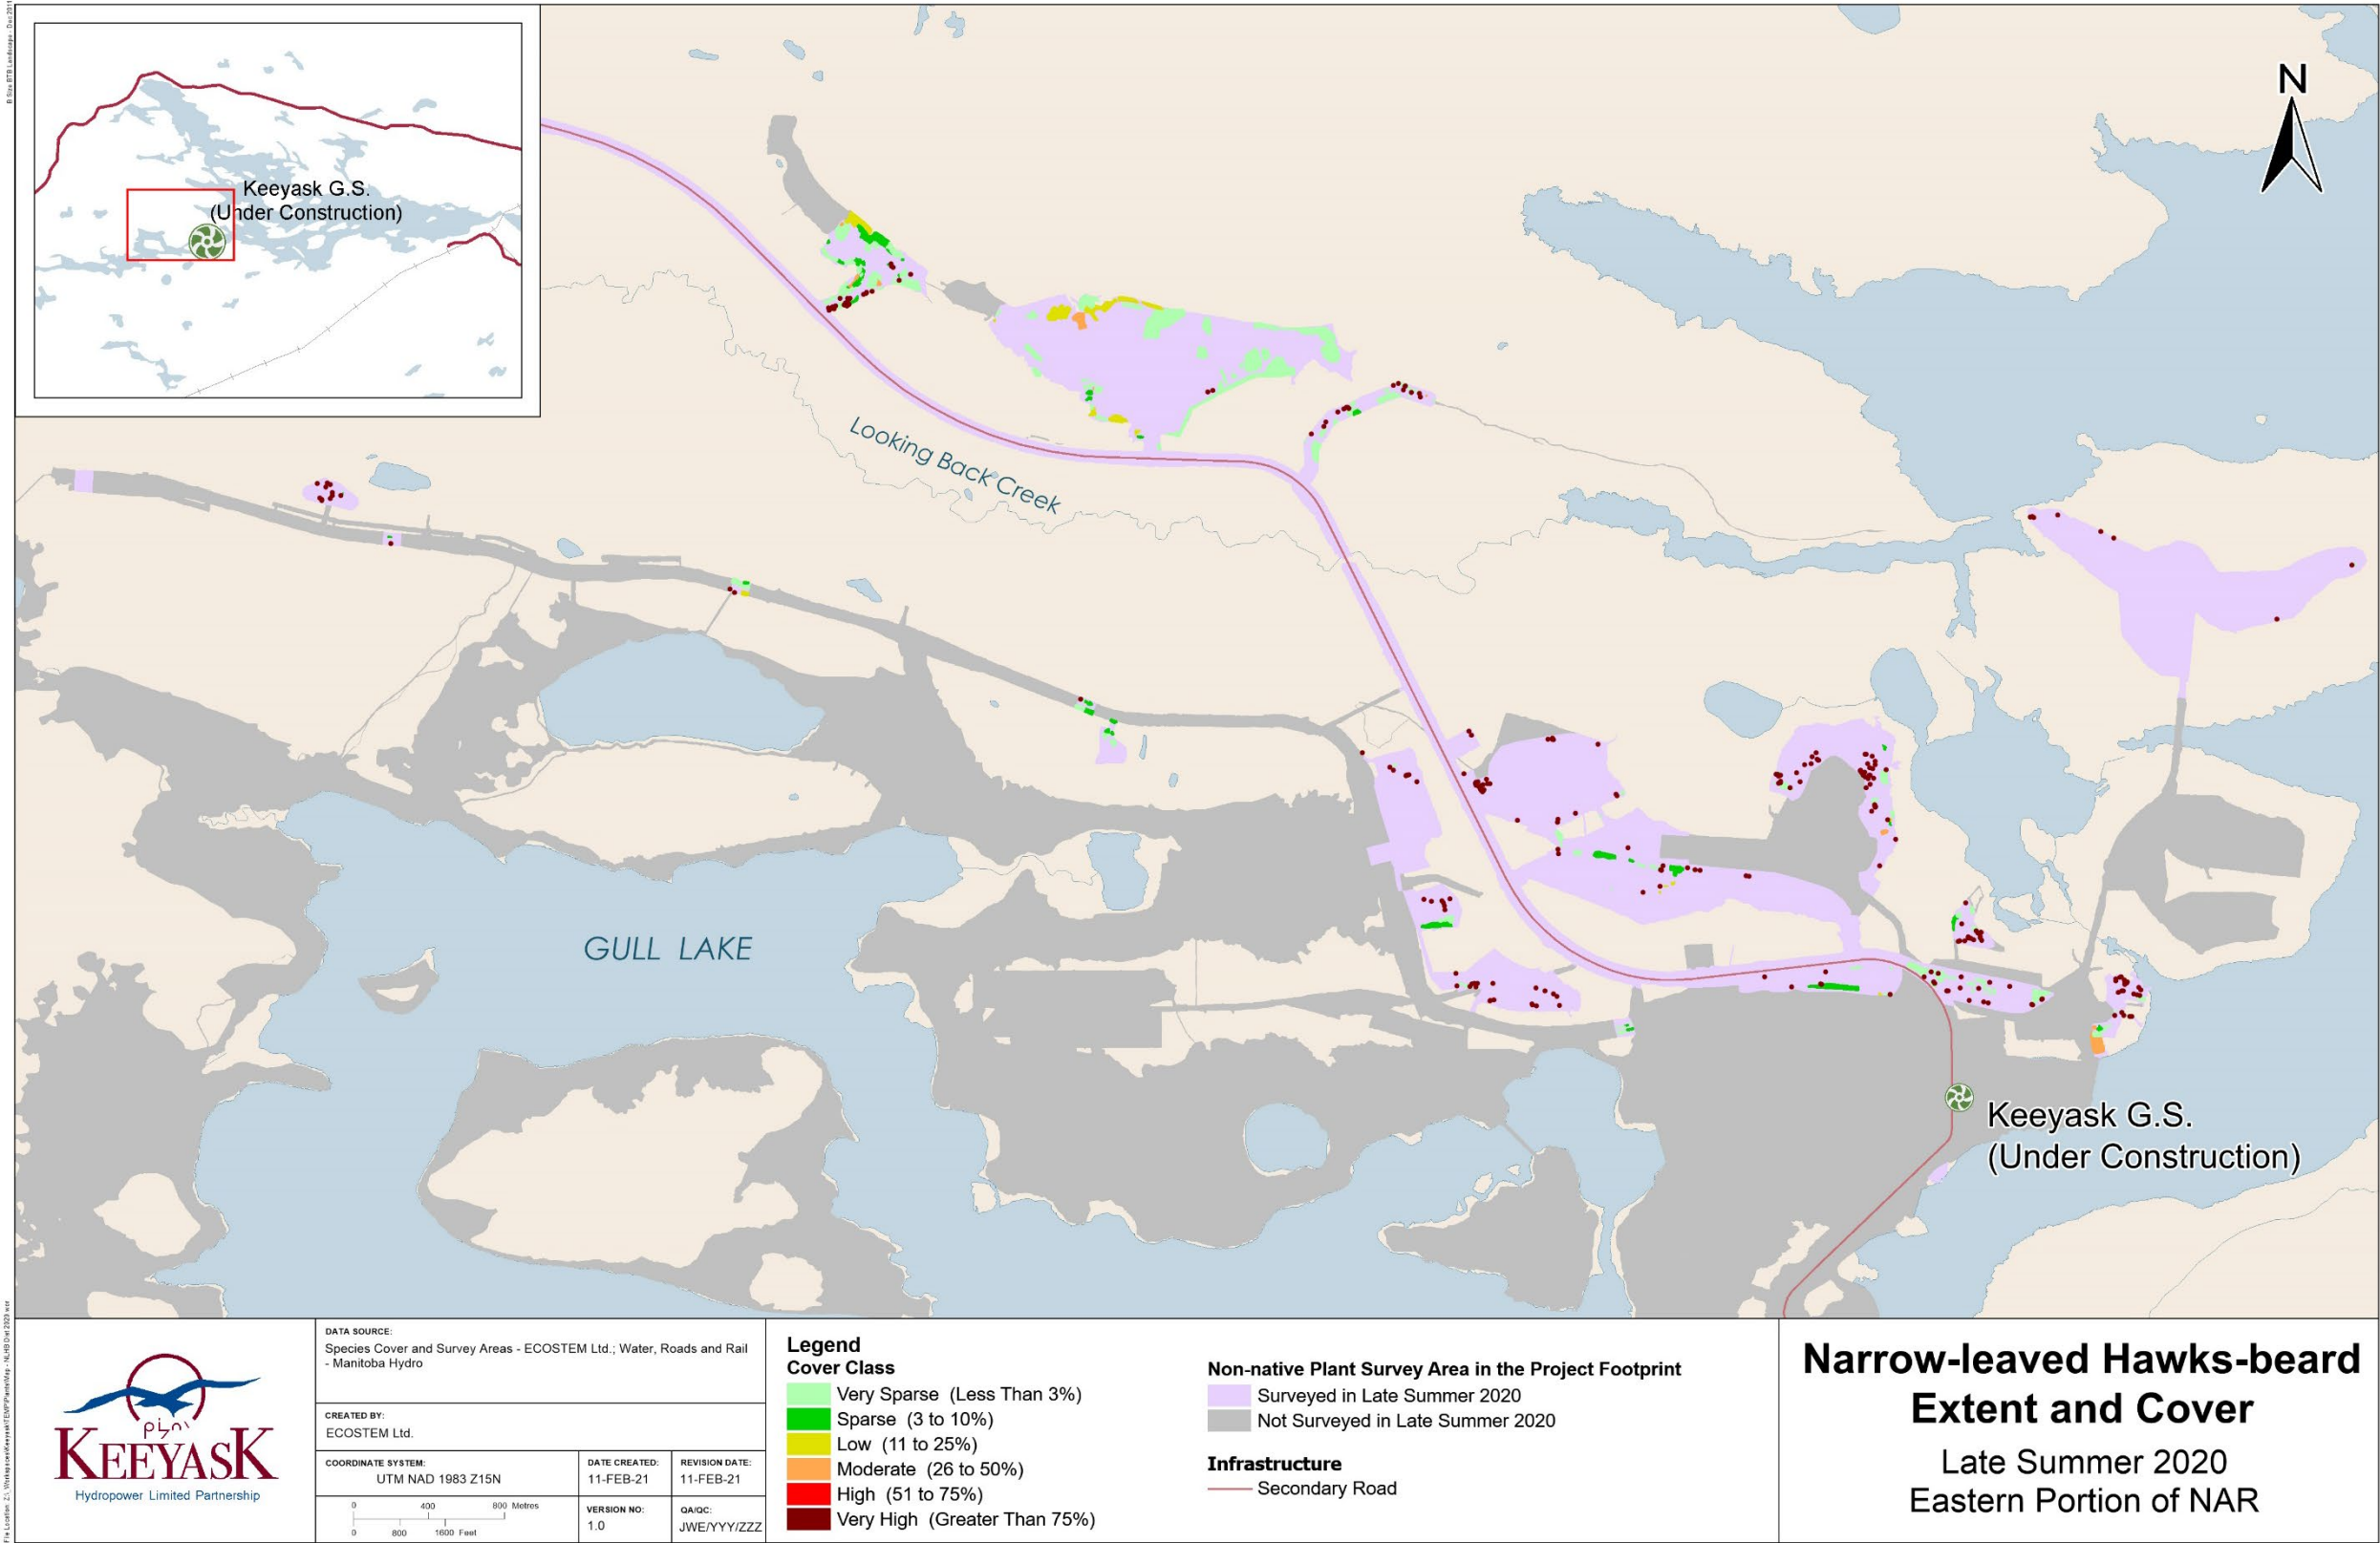 Keeyask G.S.
(Under Construction)
N
Looking Back Creek
GULL LAKE
Keeyask G.S.
(Under Construction)
KEEYASK
Hydropower Limited Partnership
DATA SOURCE:
Species Cover and Survey Areas - ECOSTEM Ltd.; Water, Roads and Rail
- Manitoba Hydro
CREATED BY:
ECOSTEM Ltd.
COORDINATE SYSTEM:
UTM NAD 1983 Z15N
DATE CREATED:
11-FEB-21
REVISION DATE:
11-FEB-21
0 400 800 Metres
0 800 1600 Feet
VERSION NO:
1.0
QA/QC:
JWE/YYY/ZZZ
Legend
Cover Class
Very Sparse (Less Than 3%)
Sparse (3 to 10%)
Low (11 to 25%)
Moderate (26 to 50%)
High (51 to 75%)
Very High (Greater Than 75%)
Non-native Plant Survey Area in the Project Footprint
Surveyed in Late Summer 2020
Not Surveyed in Late Summer 2020
Infrastructure
Secondary Road
Narrow-leaved Hawks-beard
Extent and Cover
Late Summer 2020
Eastern Portion of NAR